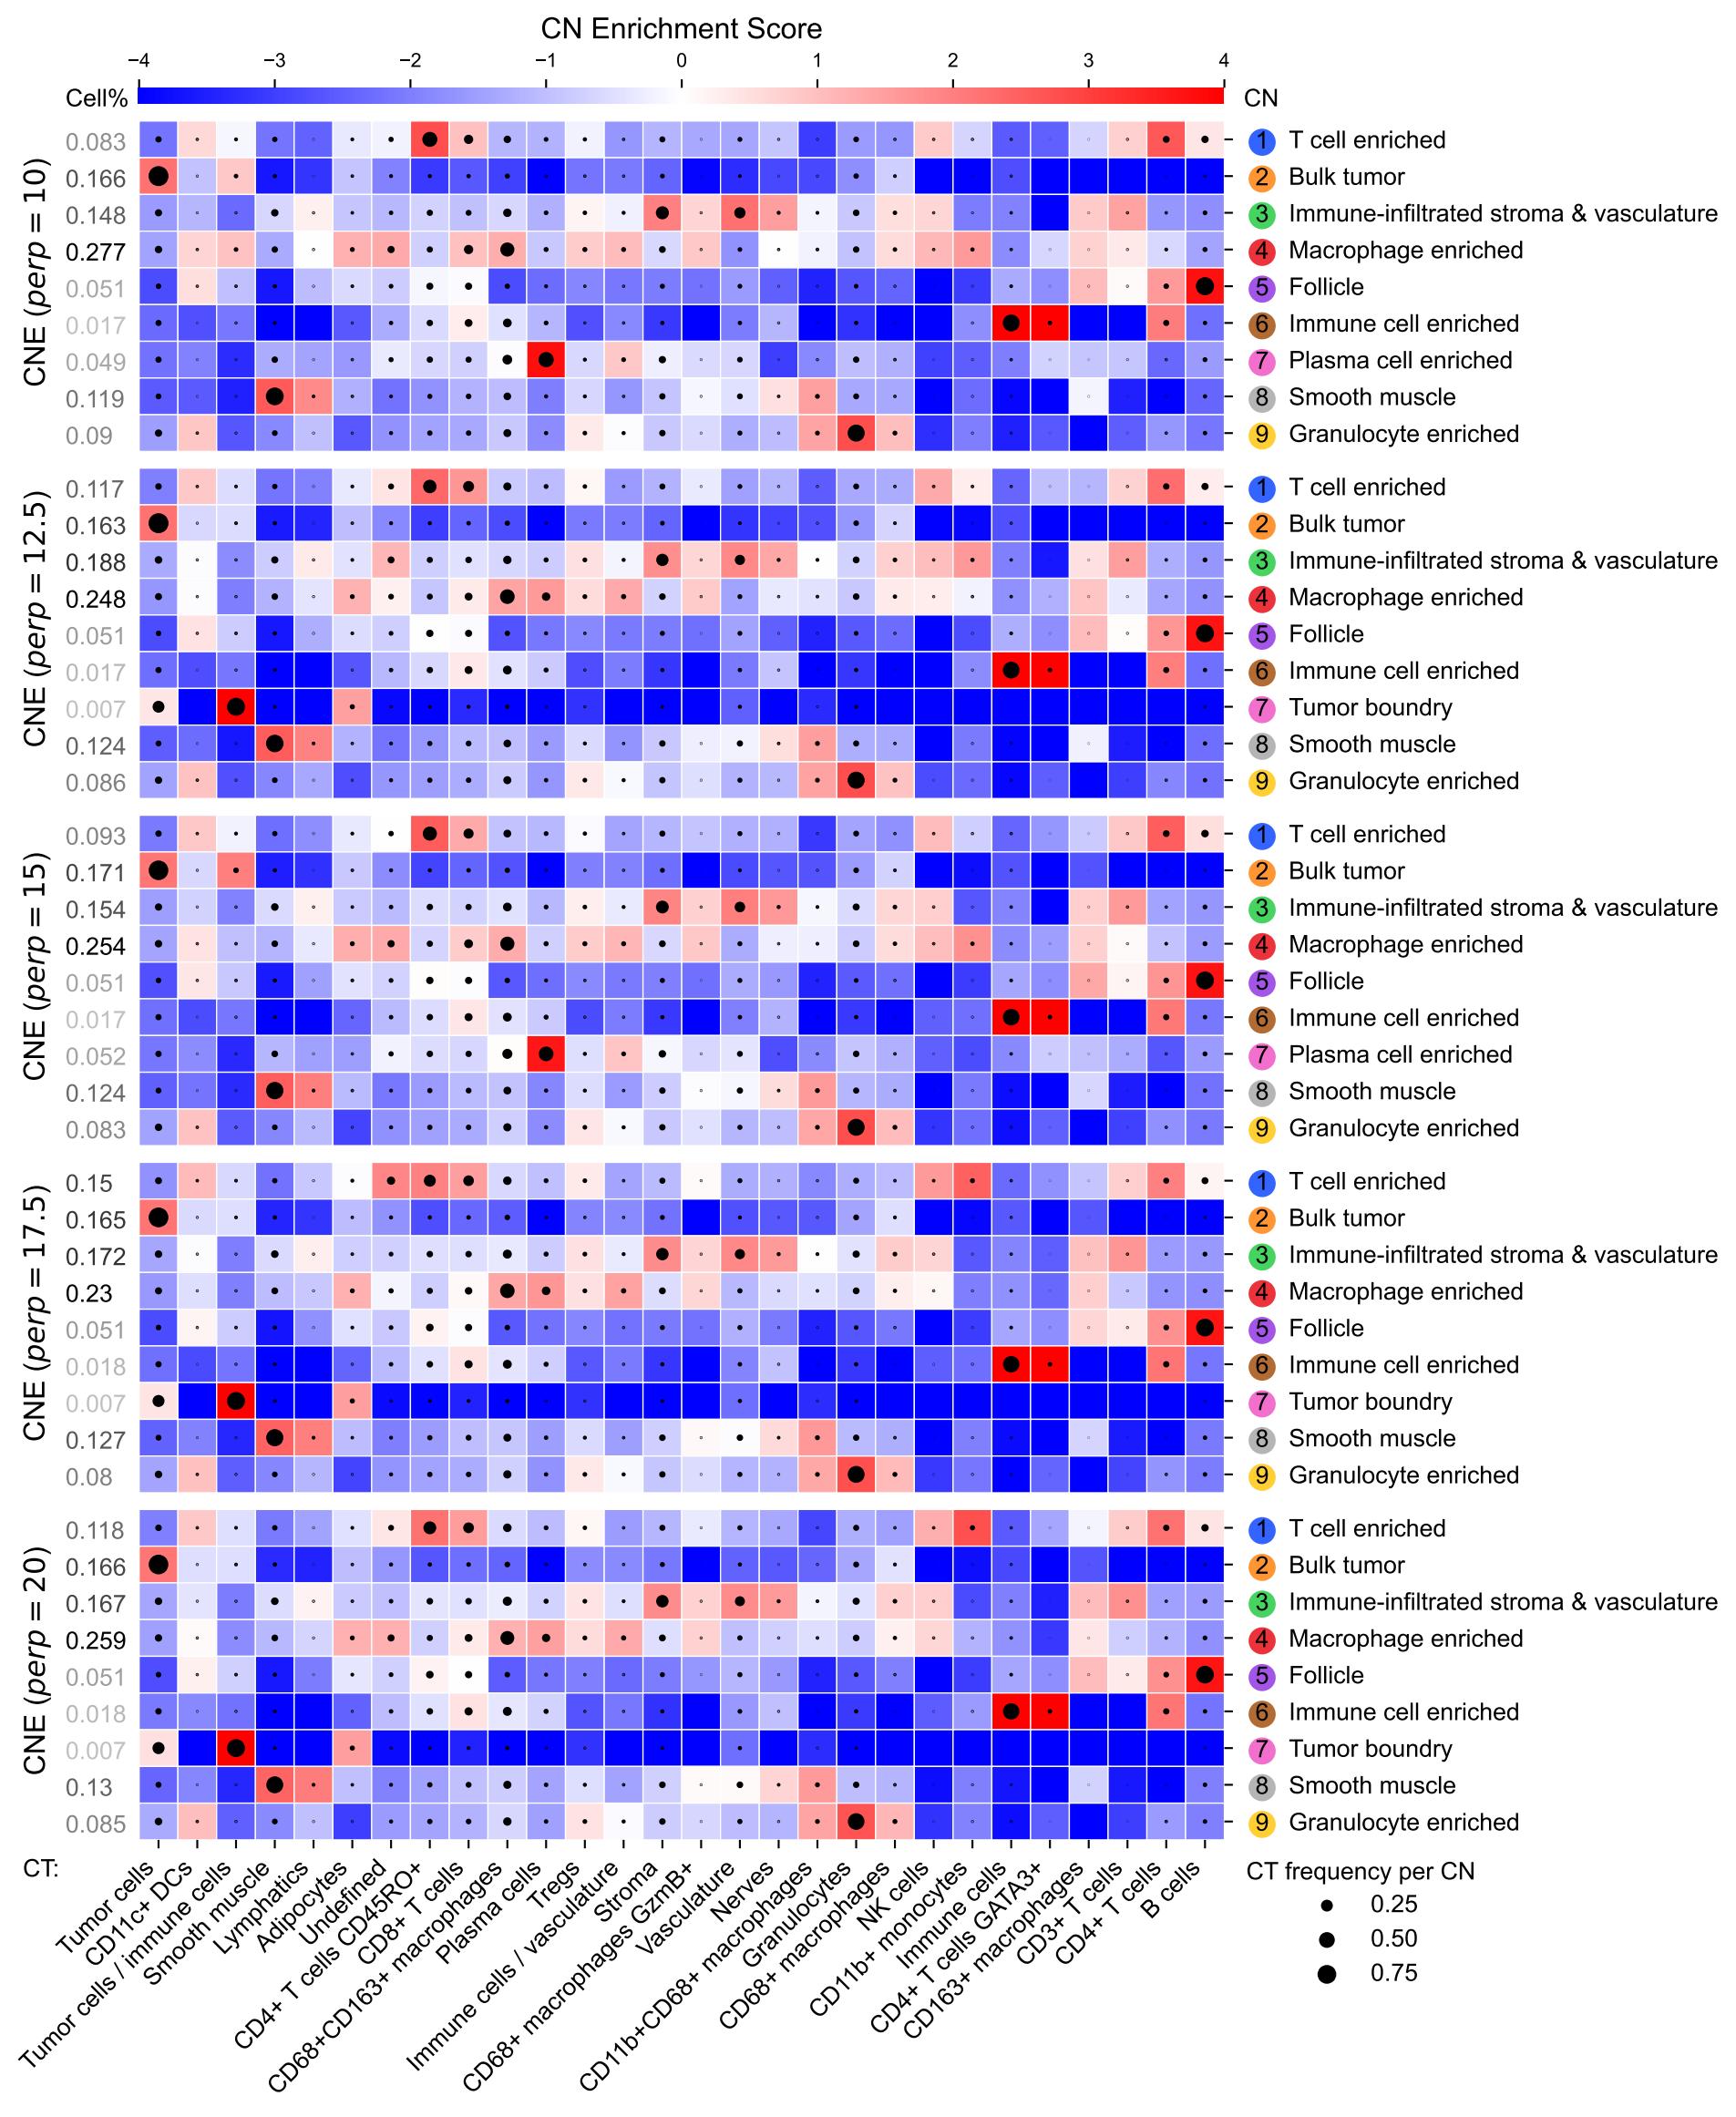 CN Enrichment Score
−4 −3 −2 −1 0 1 2 3 4
Cell% CN
CNE (perp = 10)
0.083 1 T cell enriched
0.166 2 Bulk tumor
0.148 3 Immune-infiltrated stroma & vasculature
0.277 4 Macrophage enriched
0.051 5 Follicle
0.017 6 Immune cell enriched
0.049 7 Plasma cell enriched
0.119 8 Smooth muscle
0.09 9 Granulocyte enriched
CNE (perp = 12.5)
0.117 1 T cell enriched
0.163 2 Bulk tumor
0.188 3 Immune-infiltrated stroma & vasculature
0.248 4 Macrophage enriched
0.051 5 Follicle
0.017 6 Immune cell enriched
0.007 7 Tumor boundry
0.124 8 Smooth muscle
0.086 9 Granulocyte enriched
CNE (perp = 15)
0.093 1 T cell enriched
0.171 2 Bulk tumor
0.154 3 Immune-infiltrated stroma & vasculature
0.254 4 Macrophage enriched
0.051 5 Follicle
0.017 6 Immune cell enriched
0.052 7 Plasma cell enriched
0.124 8 Smooth muscle
0.083 9 Granulocyte enriched
CNE (perp = 17.5)
0.15 1 T cell enriched
0.165 2 Bulk tumor
0.172 3 Immune-infiltrated stroma & vasculature
0.23 4 Macrophage enriched
0.051 5 Follicle
0.018 6 Immune cell enriched
0.007 7 Tumor boundry
0.127 8 Smooth muscle
0.08 9 Granulocyte enriched
CNE (perp = 20)
0.118 1 T cell enriched
0.166 2 Bulk tumor
0.167 3 Immune-infiltrated stroma & vasculature
0.259 4 Macrophage enriched
0.051 5 Follicle
0.018 6 Immune cell enriched
0.007 7 Tumor boundry
0.13 8 Smooth muscle
0.085 9 Granulocyte enriched
CT:
Tumor cells
CD11c+ DCs
Tumor cells / immune cells
Smooth muscle
Lymphatics
Adipocytes
Undefined
CD4+ T cells CD45RO+
CD8+ T cells
CD68+CD163+ macrophages
Plasma cells
Tregs
Immune cells / vasculature
Stroma
CD68+ macrophages GzmB+
Vasculature
Nerves
CD11b+CD68+ macrophages
Granulocytes
CD68+ macrophages
NK cells
CD11b+ monocytes
Immune cells
CD4+ T cells GATA3+
CD163+ macrophages
CD3+ T cells
CD4+ T cells
B cells
CT frequency per CN
0.25
0.50
0.75